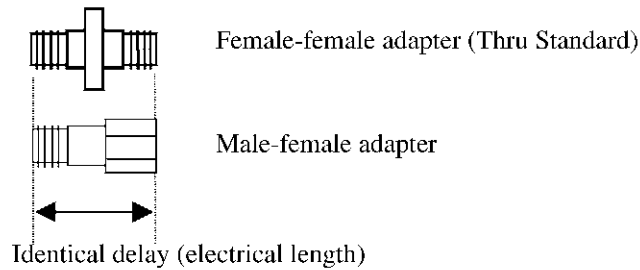 Female-female adapter (Thru Standard)
Male-female adapter
Identical delay (electrical length)